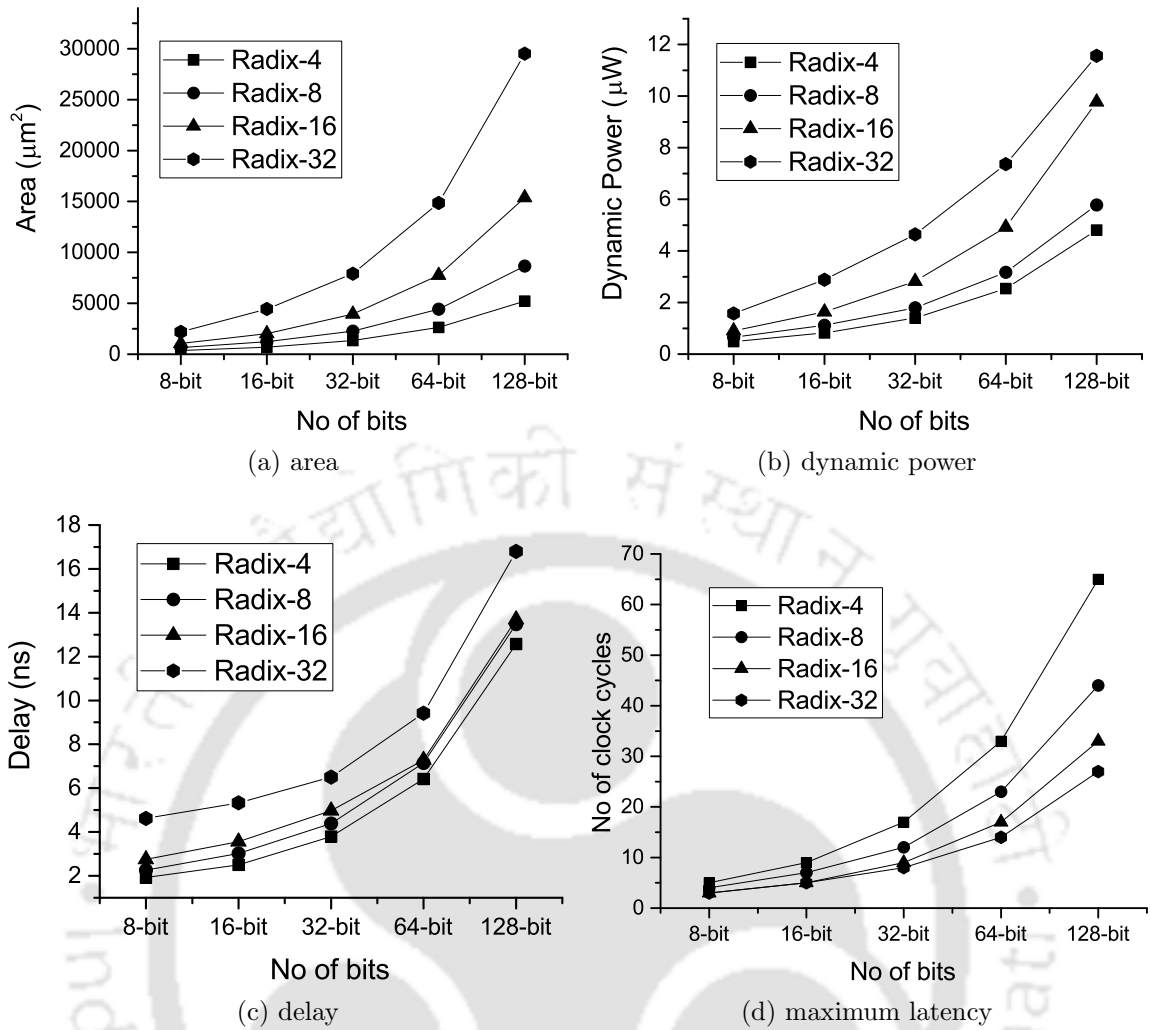 30000
25000
20000
15000
10000
5000
0
Area (μm²)
Radix-4
Radix-8
Radix-16
Radix-32
8-bit 16-bit 32-bit 64-bit 128-bit
No of bits
(a) area
12
10
8
6
4
2
0
Dynamic Power (μW)
Radix-4
Radix-8
Radix-16
Radix-32
8-bit 16-bit 32-bit 64-bit 128-bit
No of bits
(b) dynamic power
18
16
14
12
10
8
6
4
2
Delay (ns)
Radix-4
Radix-8
Radix-16
Radix-32
8-bit 16-bit 32-bit 64-bit 128-bit
No of bits
(c) delay
70
60
50
40
30
20
10
0
No of clock cycles
Radix-4
Radix-8
Radix-16
Radix-32
8-bit 16-bit 32-bit 64-bit 128-bit
No of bits
(d) maximum latency